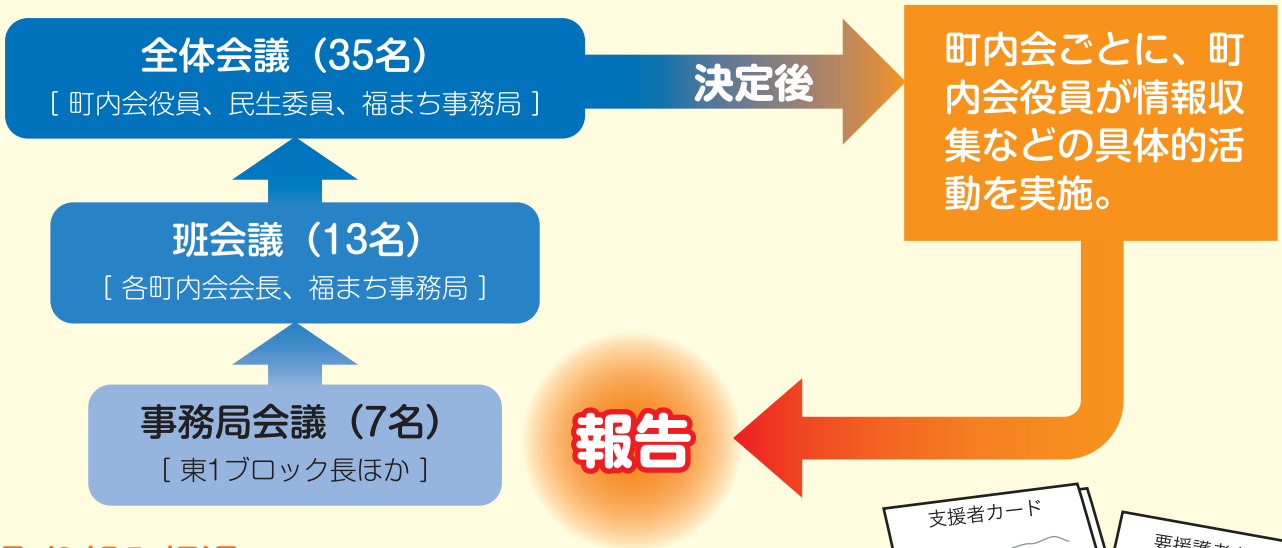 全体会議（35名）
［ 町内会役員、民生委員、福まち事務局 ］
決定後
町内会ごとに、町
内会役員が情報収
集などの具体的活
動を実施。
班会議（13名）
［ 各町内会会長、福まち事務局 ］
事務局会議（7名）
［ 東1ブロック長ほか ］
報告
支援者カード
要援護者